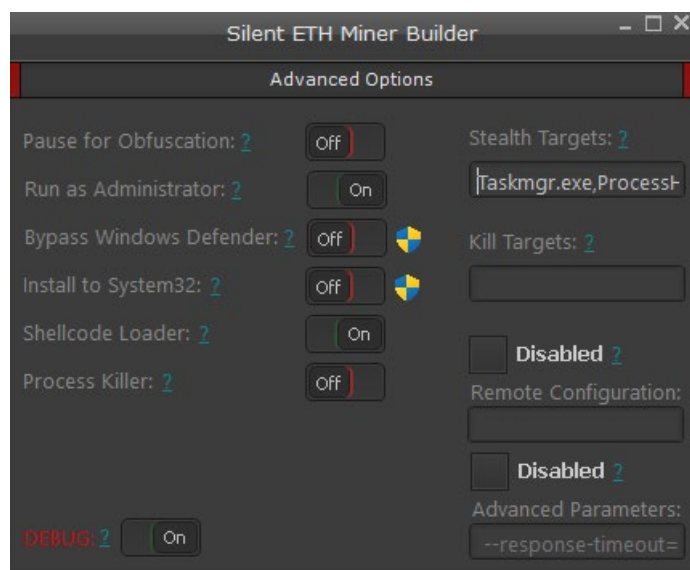 Silent ETH Miner Builder
Advanced Options
Pause for Obfuscation: ? Off
Run as Administrator: ? On
Bypass Windows Defender: ? Off
Install to System32: ? Off
Shellcode Loader: ? On
Process Killer: ? Off
DEBUG: ? On
Stealth Targets: ?
Taskmgr.exe,ProcessH
Kill Targets: ?
Disabled ?
Remote Configuration:
Disabled ?
Advanced Parameters:
--response-timeout=